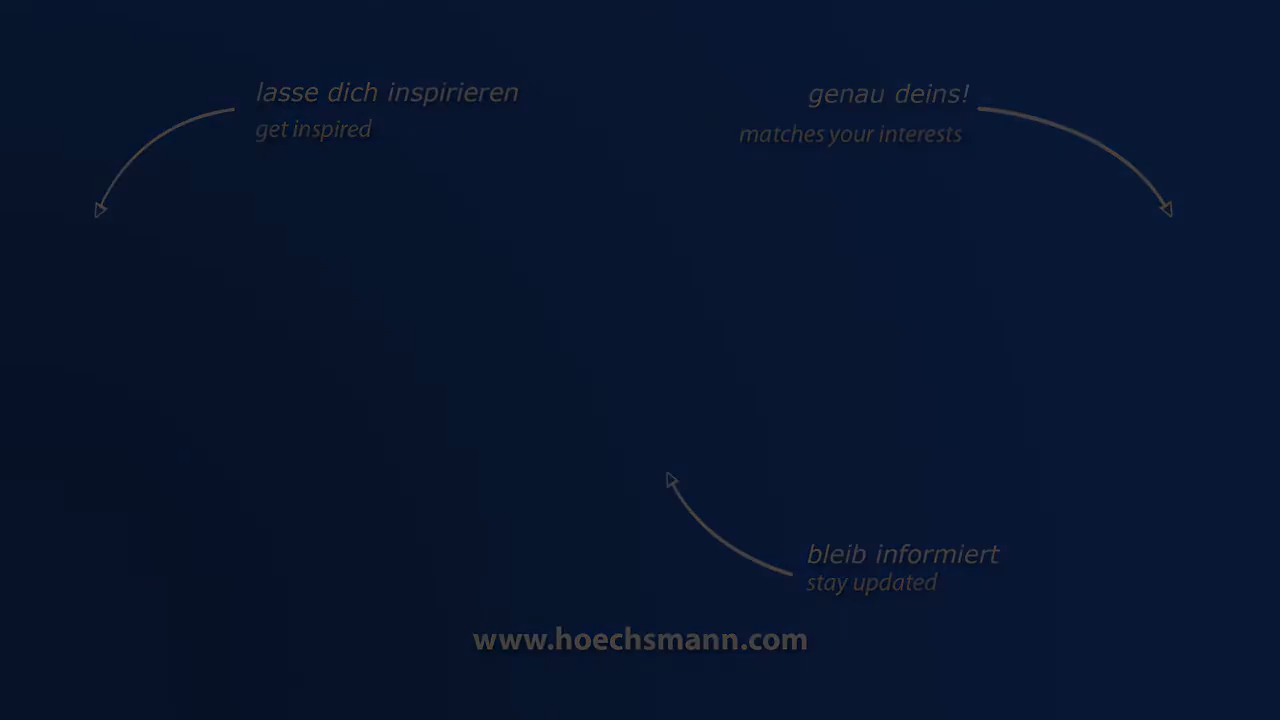 lasse dich inspirieren
get inspired
genau deins!
matches your interests
bleib informiert
stay updated
www.hoechsmann.com